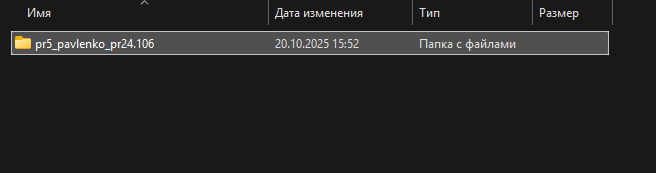 Имя Дата изменения Тип Размер
pr5_pavlenko_pr24.106 20.10.2025 15:52 Папка с файлами